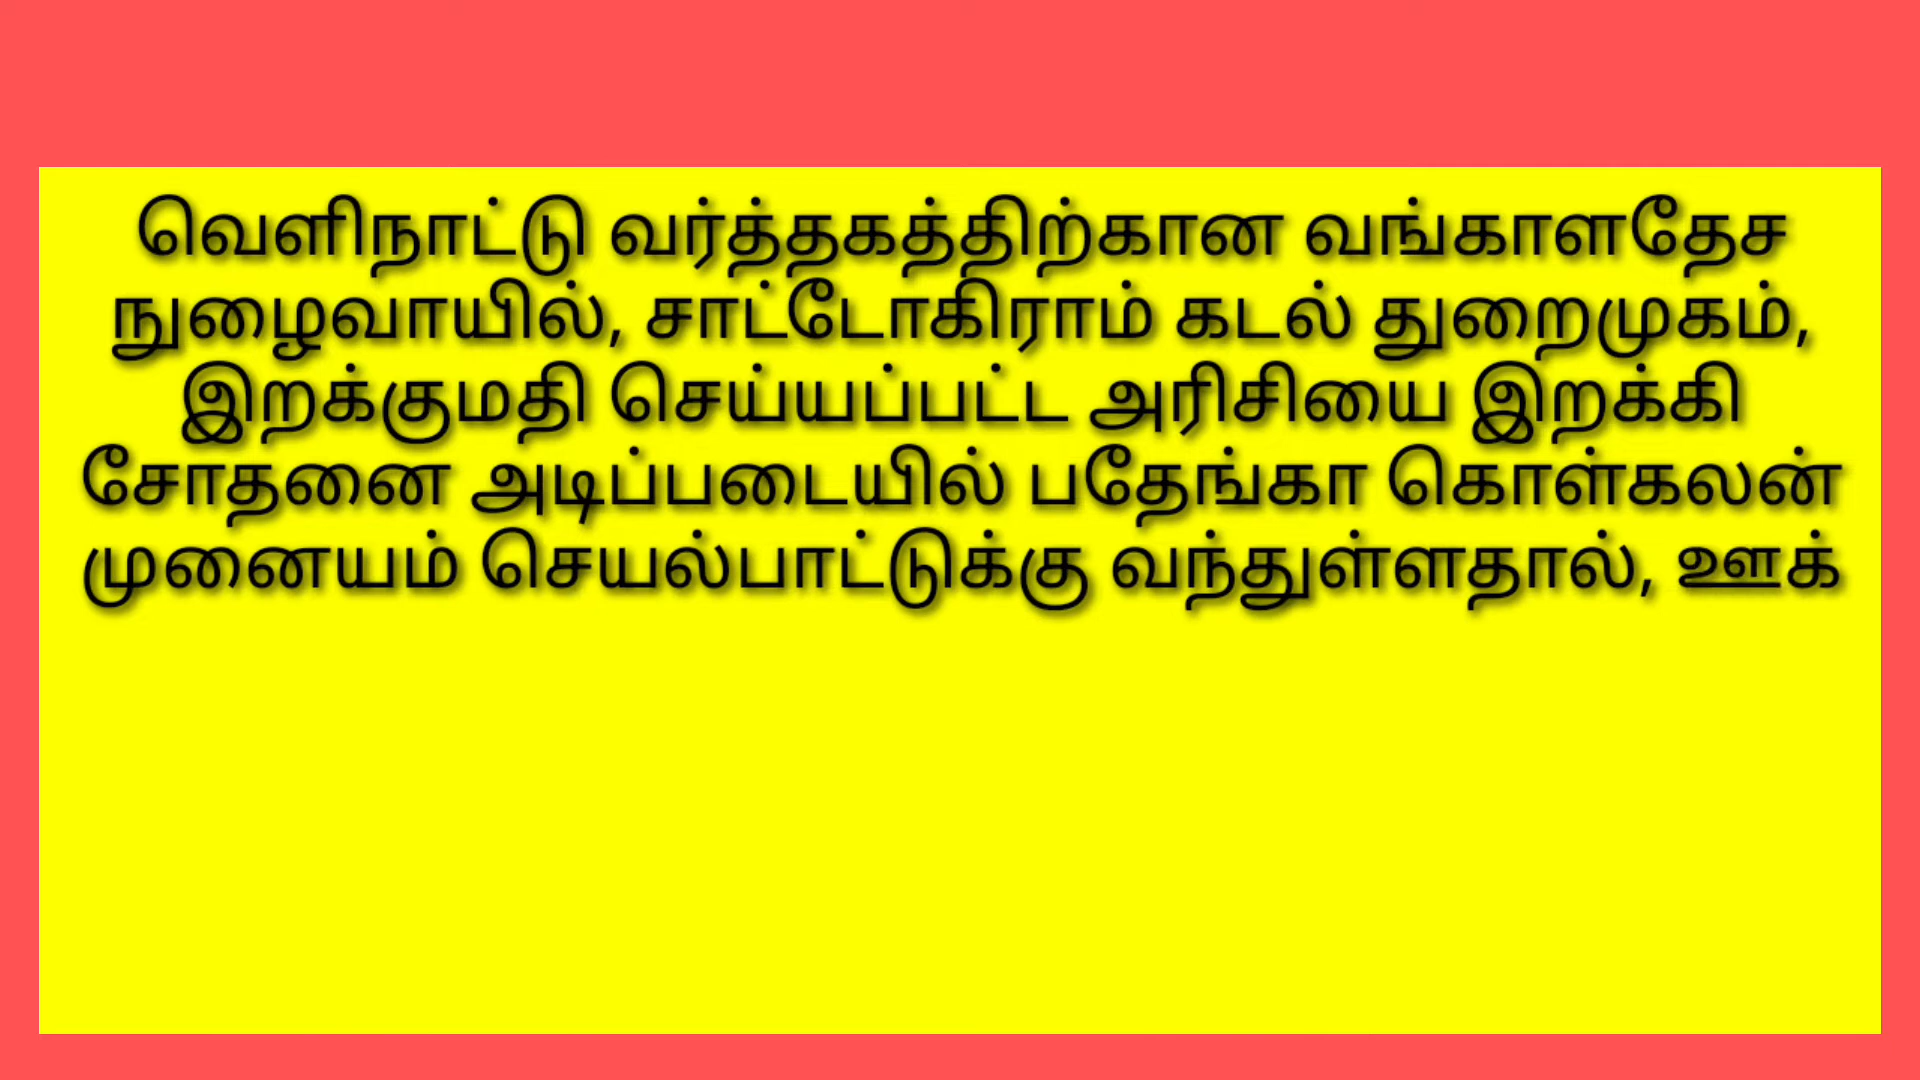 வெளிநாட்டு வர்த்தகத்திற்கான வங்காளதேச
நுழைவாயில், சாட்டோகிராம் கடல் துறைமுகம்,
இறக்குமதி செய்யப்பட்ட அரிசியை இறக்கி
சோதனை அடிப்படையில் பதேங்கா கொள்கலன்
முனையம் செயல்பாட்டுக்கு வந்துள்ளதால், ஊக்